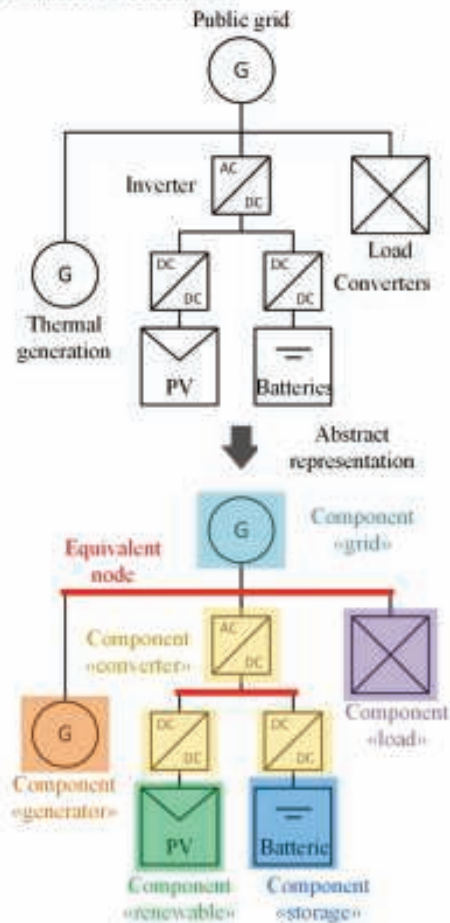 Public grid
G
AC
DC
Inverter
Load
G
DC
DC
DC
DC
Converters
Thermal
generation
PV
Batteries
Abstract
representation
G
Component
«grid»
Equivalent
node
AC
DC
Component
«converter»
Component
«load»
G
DC
DC
DC
DC
Component
«generator»
PV
Batterie
Component
«renewable»
Component
«storage»